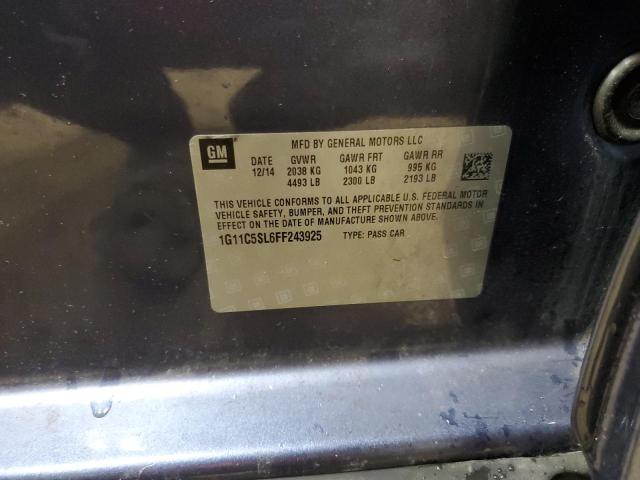 GM
MFD BY GENERAL MOTORS LLC
DATE GVWR GAWR FRT GAWR RR
12/14 2038 KG 1043 KG 995 KG
4493 LB 2300 LB 2193 LB
THIS VEHICLE CONFORMS TO ALL APPLICABLE U.S. FEDERAL MOTOR
VEHICLE SAFETY, BUMPER, AND THEFT PREVENTION STANDARDS IN
EFFECT ON THE DATE OF MANUFACTURE SHOWN ABOVE.
1G11C5SL6FF243925 TYPE: PASS CAR